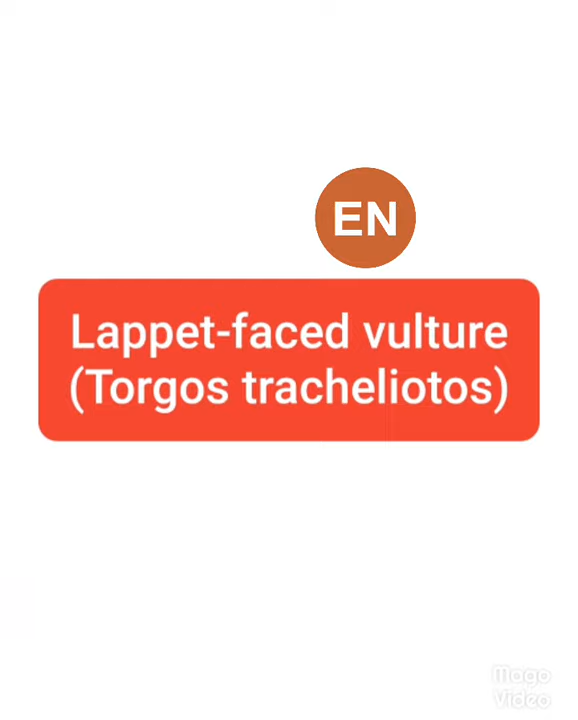 EN
Lappet-faced vulture
(Torgos tracheliotos)
Mago
Video